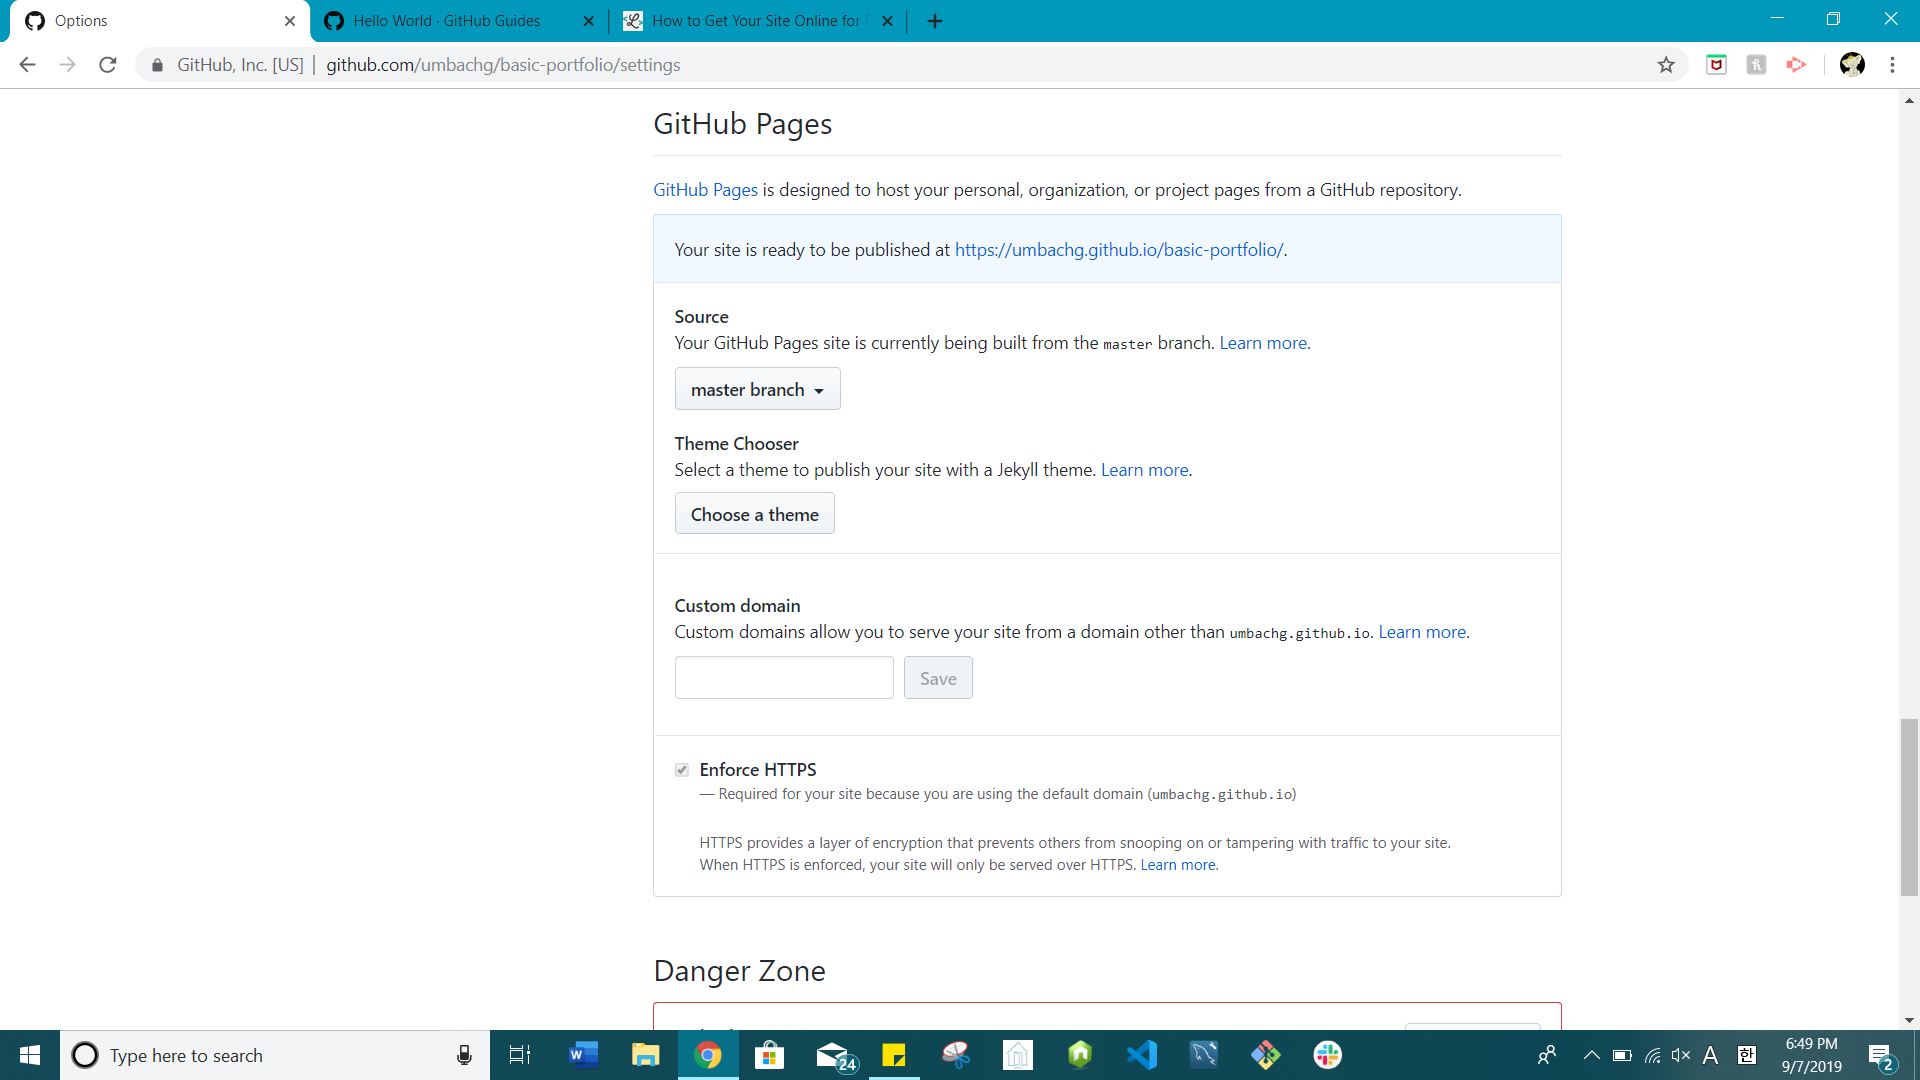 Options
Hello World · GitHub Guides
How to Get Your Site Online for
GitHub, Inc. [US] | github.com/umbachg/basic-portfolio/settings
GitHub Pages
GitHub Pages is designed to host your personal, organization, or project pages from a GitHub repository.
Your site is ready to be published at https://umbachg.github.io/basic-portfolio/.
Source
Your GitHub Pages site is currently being built from the master branch. Learn more.
master branch
Theme Chooser
Select a theme to publish your site with a Jekyll theme. Learn more.
Choose a theme
Custom domain
Custom domains allow you to serve your site from a domain other than umbachg.github.io. Learn more.
Save
Enforce HTTPS
— Required for your site because you are using the default domain (umbachg.github.io)
HTTPS provides a layer of encryption that prevents others from snooping on or tampering with traffic to your site.
When HTTPS is enforced, your site will only be served over HTTPS. Learn more.
Danger Zone
Type here to search
24
A
한
6:49 PM
9/7/2019
2